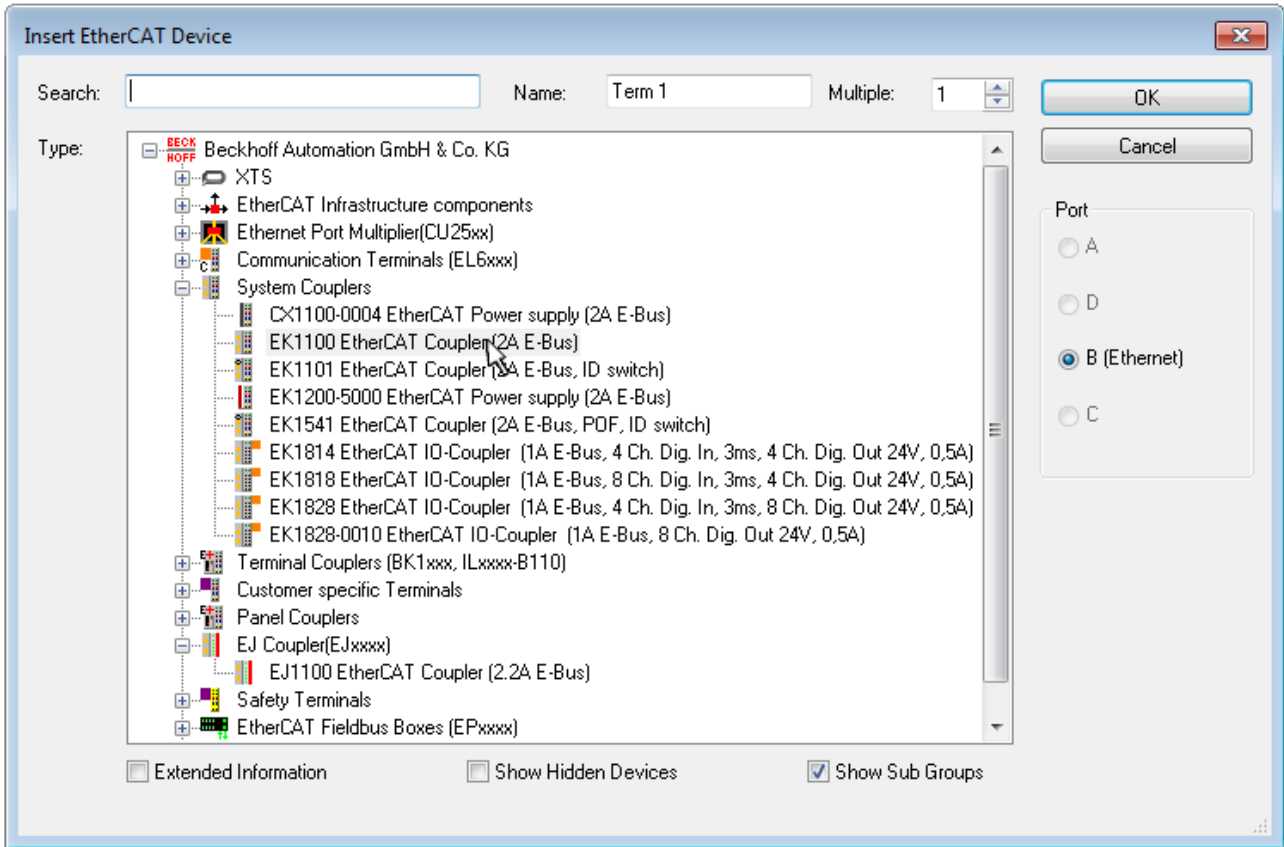 Insert EtherCAT Device
Search: Name: Term 1 Multiple: 1 OK
Cancel
Type:
BECK HOFF Beckhoff Automation GmbH & Co. KG
XTS
EtherCAT Infrastructure components
Ethernet Port Multiplier(CU25xx)
Communication Terminals (EL6xxx)
System Couplers
CX1100-0004 EtherCAT Power supply (2A E-Bus)
EK1100 EtherCAT Coupler (2A E-Bus)
EK1101 EtherCAT Coupler (2A E-Bus, ID switch)
EK1200-5000 EtherCAT Power supply (2A E-Bus)
EK1541 EtherCAT Coupler (2A E-Bus, POF, ID switch)
EK1814 EtherCAT IO-Coupler (1A E-Bus, 4 Ch. Dig. In, 3ms, 4 Ch. Dig. Out 24V, 0,5A)
EK1818 EtherCAT IO-Coupler (1A E-Bus, 8 Ch. Dig. In, 3ms, 4 Ch. Dig. Out 24V, 0,5A)
EK1828 EtherCAT IO-Coupler (1A E-Bus, 4 Ch. Dig. In, 3ms, 8 Ch. Dig. Out 24V, 0,5A)
EK1828-0010 EtherCAT IO-Coupler (1A E-Bus, 8 Ch. Dig. Out 24V, 0,5A)
Terminal Couplers (BK1xxx, ILxxxx-B110)
Customer specific Terminals
Panel Couplers
EJ Coupler(EJxxxx)
EJ1100 EtherCAT Coupler (2.2A E-Bus)
Safety Terminals
EtherCAT Fieldbus Boxes (EPxxxx)
Port
A
D
B (Ethernet)
C
Extended Information Show Hidden Devices Show Sub Groups